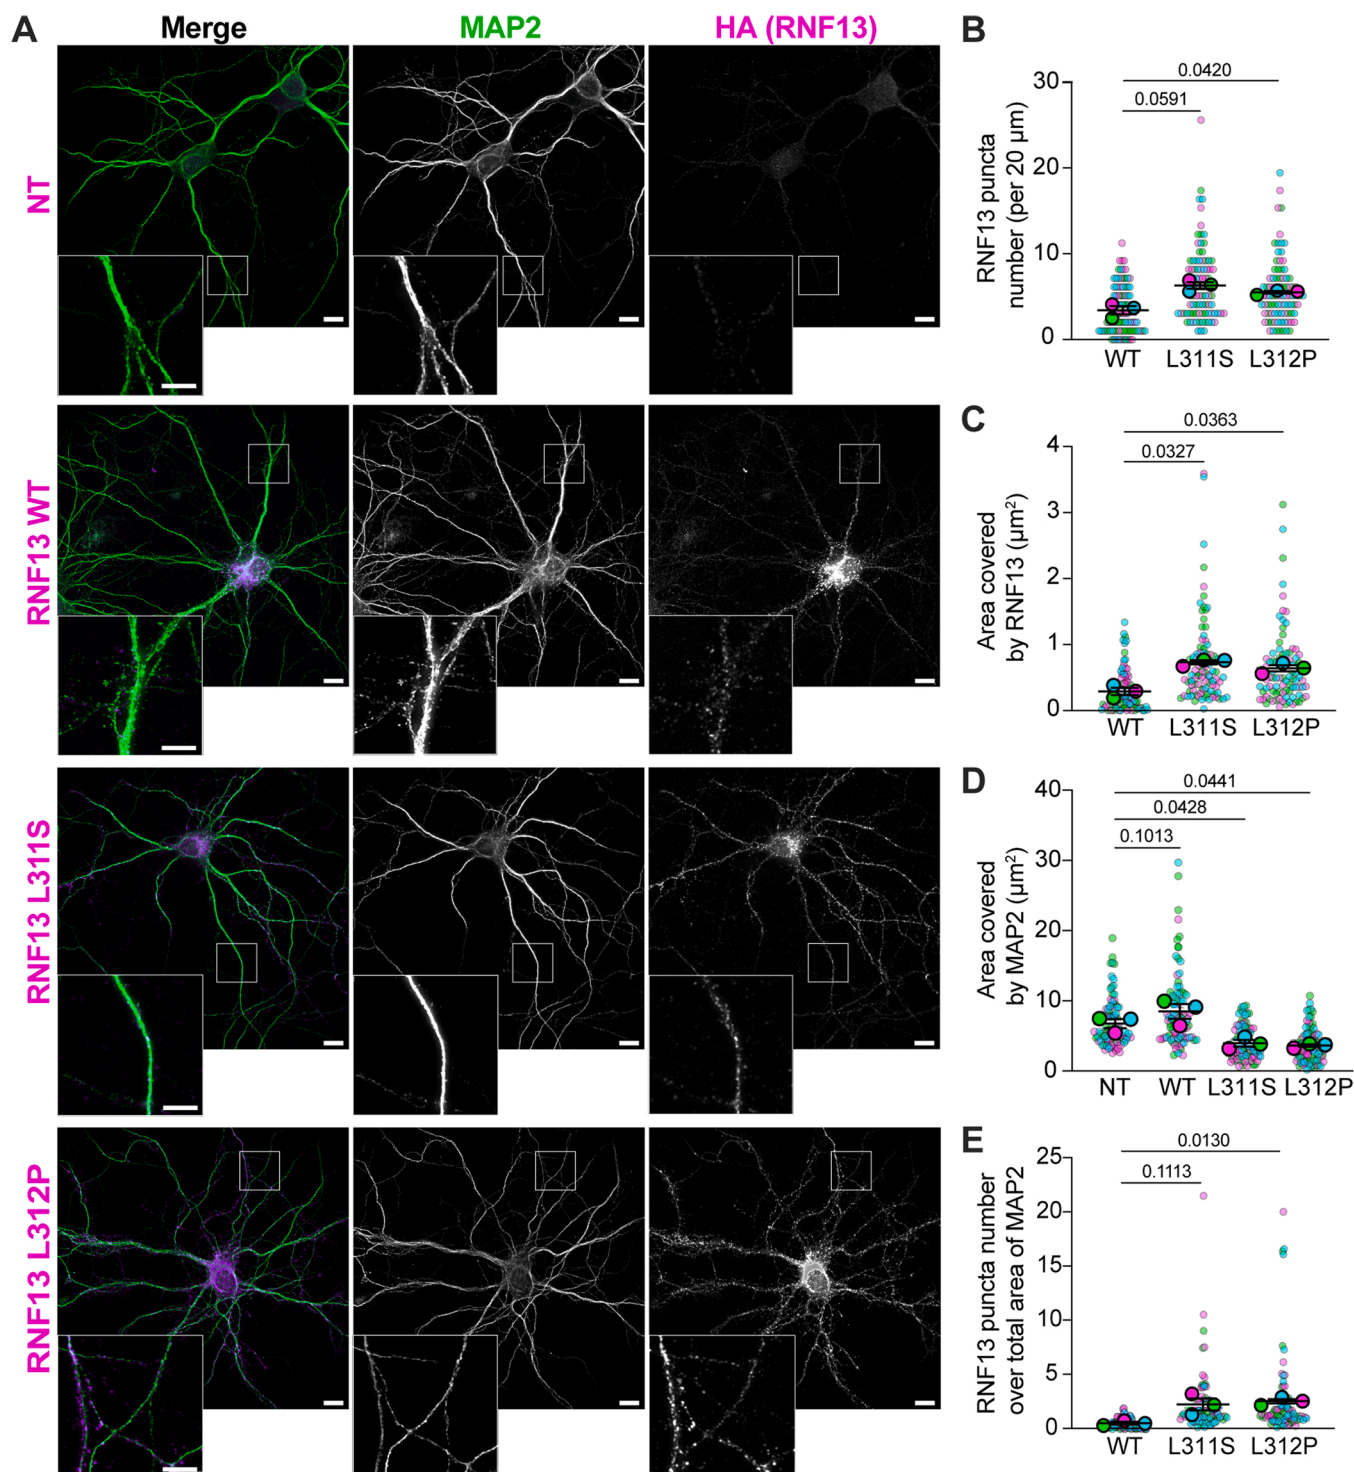 A
Merge
MAP2
HA (RNF13)
NT
RNF13 WT
RNF13 L311S
RNF13 L312P
B
RNF13 puncta
number (per 20 µm)
30
20
10
0
0.0420
0.0591
WT L311S L312P
C
Area covered
by RNF13 (µm²)
4
3
2
1
0
0.0363
0.0327
WT L311S L312P
D
Area covered
by MAP2 (µm²)
40
30
20
10
0
0.0441
0.0428
0.1013
NT WT L311S L312P
E
RNF13 puncta number
over total area of MAP2
25
20
15
10
5
0
0.0130
0.1113
WT L311S L312P